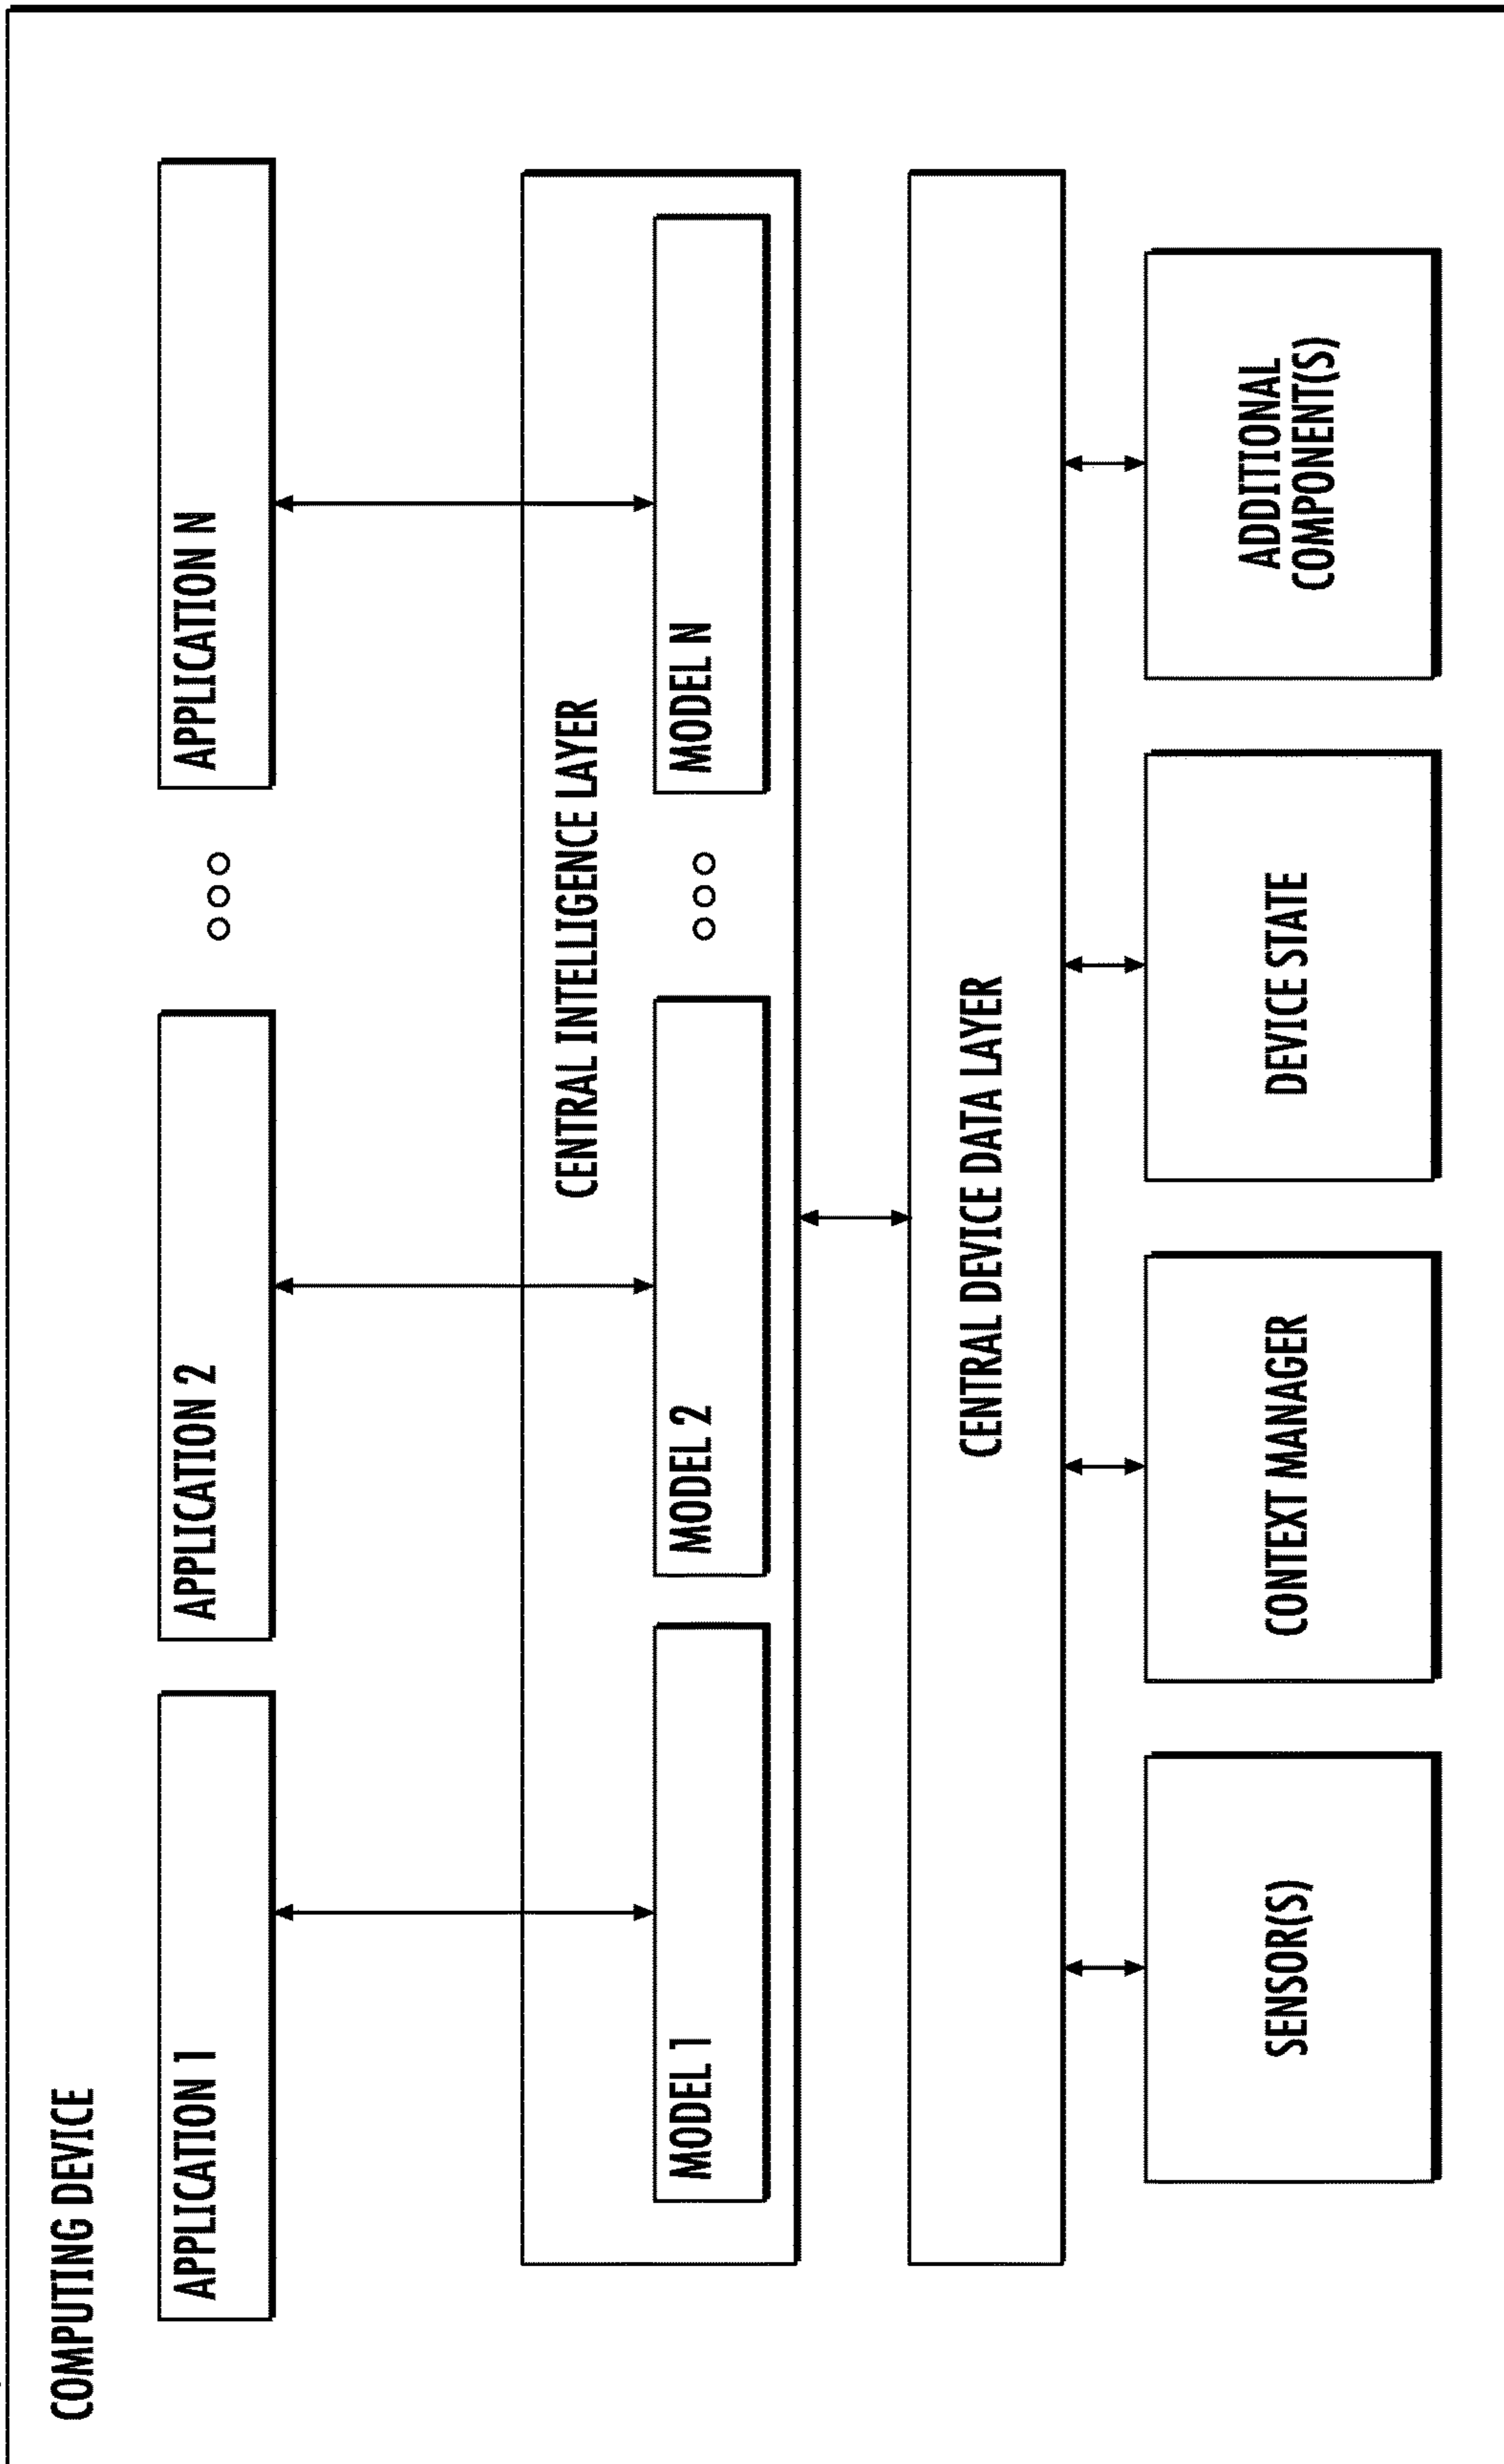 COMPUTING DEVICE
APPLICATION 1
APPLICATION 2
APPLICATION N
CENTRAL INTELLIGENCE LAYER
MODEL 1
MODEL 2
MODEL N
CENTRAL DEVICE DATA LAYER
SENSOR(S)
CONTEXT MANAGER
DEVICE STATE
ADDITIONAL
COMPONENT(S)